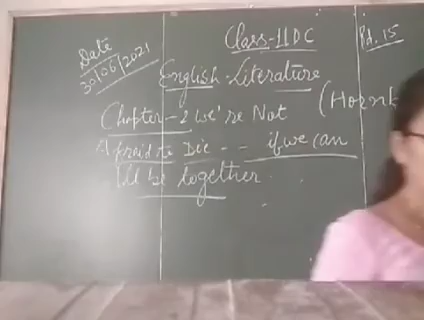 Date
30/06/2021
Class-11DC
Pd. 15
English-Literature
Chapter-2 We're Not (Hornb
Afraid to Die-- if we can
All be together.